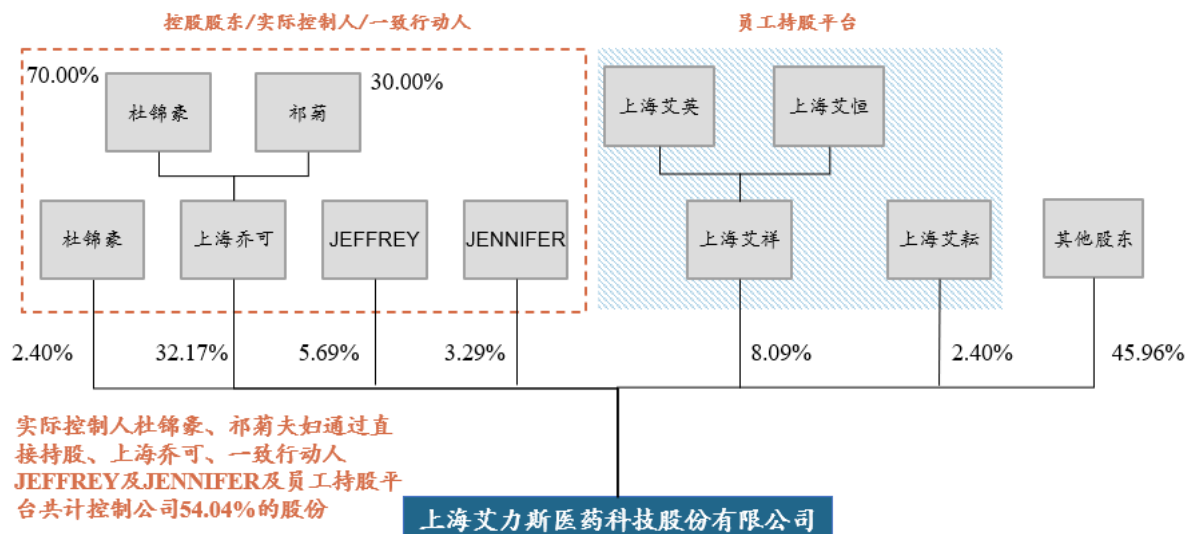 控股股东/实际控制人/一致行动人
员工持股平台
70.00%
30.00%
杜锦豪
祁菊
上海艾英
上海艾恒
杜锦豪
上海乔可
JEFFREY
JENNIFER
上海艾祥
上海艾耘
其他股东
2.40%
32.17%
5.69%
3.29%
8.09%
2.40%
45.96%
实际控制人杜锦豪、祁菊夫妇通过直
接持股、上海乔可、一致行动人
JEFFREY及JENNIFER及员工持股平
台共计控制公司54.04%的股份
上海艾力斯医药科技股份有限公司